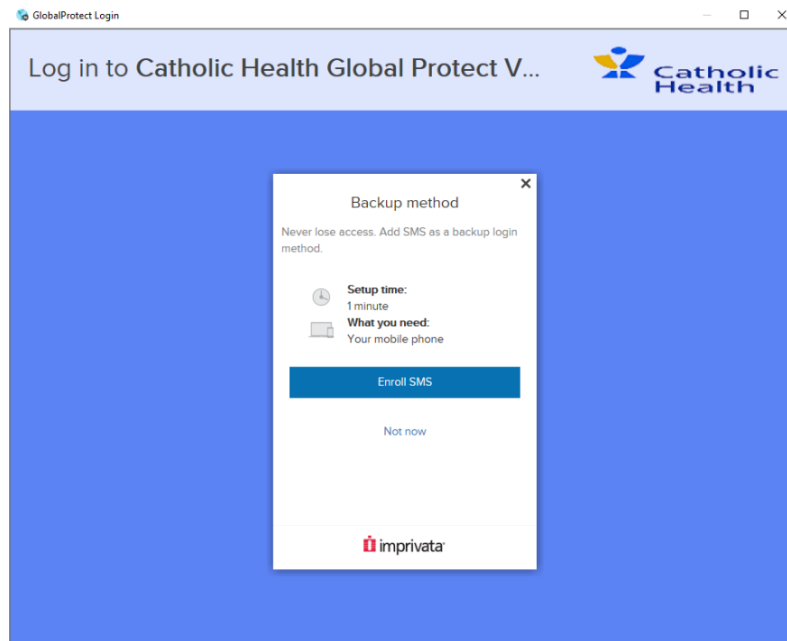 GlobalProtect Login
Log in to Catholic Health Global Protect V...
Catholic
Health
Backup method
Never lose access. Add SMS as a backup login
method.
Setup time:
1 minute
What you need:
Your mobile phone
Enroll SMS
Not now
imprivata